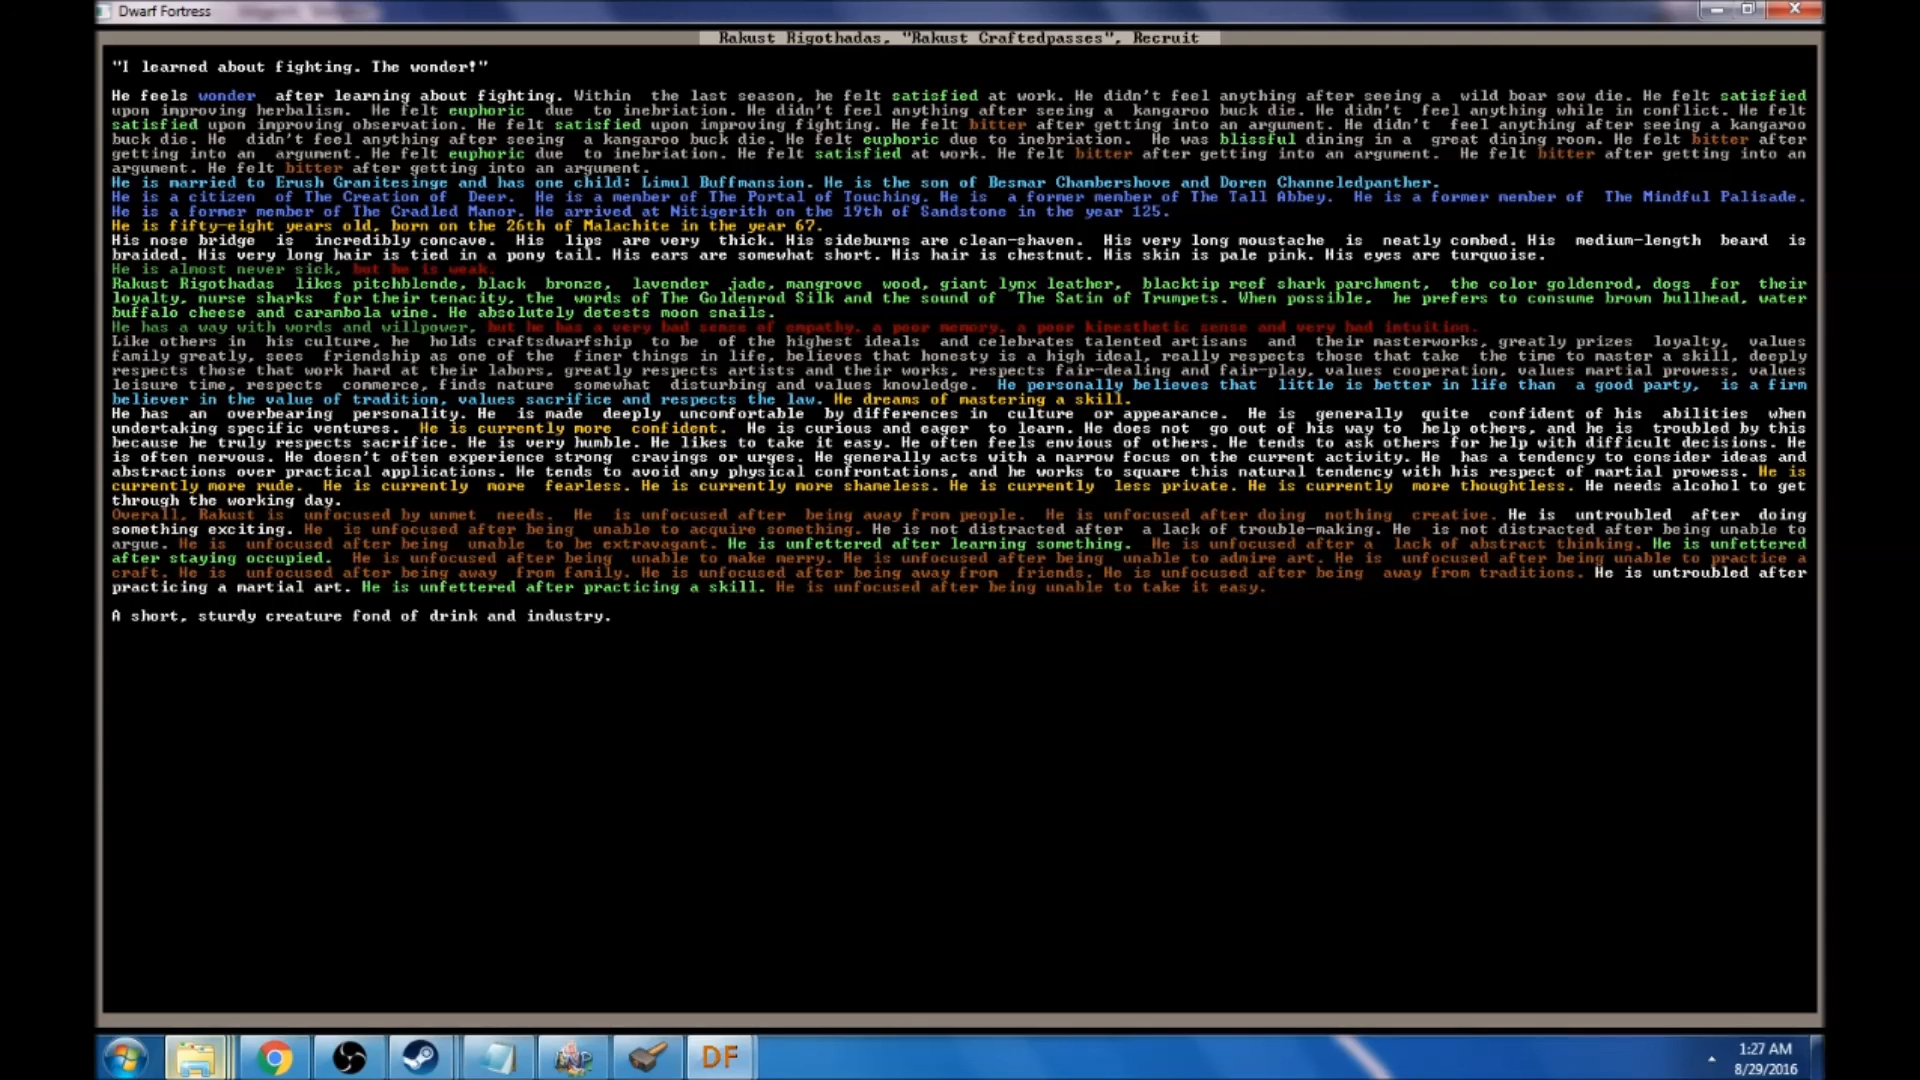 Dwarf Fortress
Rakust Rigothadas, "Rakust Craftedpasses", Recruit
"I learned about fighting. The wonder!"
He feels wonder after learning about fighting. Within the last season, he felt satisfied at work. He didn't feel anything after seeing a wild boar sow die. He felt satisfied
upon improving herbalism. He felt euphoric due to inebriation. He didn't feel anything after seeing a kangaroo buck die. He didn't feel anything while in conflict. He felt
satisfied upon improving observation. He felt satisfied upon improving fighting. He felt bitter after getting into an argument. He didn't feel anything after seeing a kangaroo
buck die. He didn't feel anything after seeing a kangaroo buck die. He felt euphoric due to inebriation. He was blissful dining in a great dining room. He felt bitter after
getting into an argument. He felt euphoric due to inebriation. He felt satisfied at work. He felt bitter after getting into an argument. He felt bitter after getting into an
argument. He felt bitter after getting into an argument.
He is married to Erush Granitesinge and has one child: Limul Buffmansion. He is the son of Besmar Chambershove and Doren Channeledpanther.
He is a citizen of The Creation of Deer. He is a member of The Portal of Touching. He is a former member of The Tall Abbey. He is a former member of The Mindful Palisade.
He is a former member of The Cradled Manor. He arrived at Nitigerith on the 19th of Sandstone in the year 125.
He is fifty-eight years old, born on the 26th of Malachite in the year 67.
His nose bridge is incredibly concave. His lips are very thick. His sideburns are clean-shaven. His very long moustache is neatly combed. His medium-length beard is
braided. His very long hair is tied in a pony tail. His ears are somewhat short. His hair is chestnut. His skin is pale pink. His eyes are turquoise.
He is almost never sick, but he is weak.
Rakust Rigothadas likes pitchblende, black bronze, lavender jade, mangrove wood, giant lynx leather, blacktip reef shark parchment, the color goldenrod, dogs for their
loyalty, nurse sharks for their tenacity, the words of The Goldenrod Silk and the sound of The Satin of Trumpets. When possible, he prefers to consume brown bullhead, water
buffalo cheese and carambola wine. He absolutely detests moon snails.
He has a way with words and willpower, but he has a very bad sense of empathy, a poor memory, a poor kinesthetic sense and very bad intuition.
Like others in his culture, he holds craftsdwarfship to be of the highest ideals and celebrates talented artisans and their masterworks, greatly prizes loyalty, values
family greatly, sees friendship as one of the finer things in life, believes that honesty is a high ideal, really respects those that take the time to master a skill, deeply
respects those that work hard at their labors, greatly respects artists and their works, respects fair-dealing and fair-play, values cooperation, values martial prowess, values
leisure time, respects commerce, finds nature somewhat disturbing and values knowledge. He personally believes that little is better in life than a good party, is a firm
believer in the value of tradition, values sacrifice and respects the law. He dreams of mastering a skill.
He has an overbearing personality. He is made deeply uncomfortable by differences in culture or appearance. He is generally quite confident of his abilities when
undertaking specific ventures. He is currently more confident. He is curious and eager to learn. He does not go out of his way to help others, and he is troubled by this
because he truly respects sacrifice. He is very humble. He likes to take it easy. He often feels envious of others. He tends to ask others for help with difficult decisions. He
is often nervous. He doesn't often experience strong cravings or urges. He generally acts with a narrow focus on the current activity. He has a tendency to consider ideas and
abstractions over practical applications. He tends to avoid any physical confrontations, and he works to square this natural tendency with his respect of martial prowess. He is
currently more rude. He is currently more fearless. He is currently more shameless. He is currently less private. He is currently more thoughtless. He needs alcohol to get
through the working day.
Overall, Rakust is unfocused by unmet needs. He is unfocused after being away from people. He is unfocused after doing nothing creative. He is untroubled after doing
something exciting. He is unfocused after being unable to acquire something. He is not distracted after a lack of trouble-making. He is not distracted after being unable to
argue. He is unfocused after being unable to be extravagant. He is unfettered after learning something. He is unfocused after a lack of abstract thinking. He is unfettered
after staying occupied. He is unfocused after being unable to make merry. He is unfocused after being unable to admire art. He is unfocused after being unable to practice a
craft. He is unfocused after being away from family. He is unfocused after being away from friends. He is unfocused after being away from traditions. He is untroubled after
practicing a martial art. He is unfettered after practicing a skill. He is unfocused after being unable to take it easy.
A short, sturdy creature fond of drink and industry.
DF
1:27 AM
8/29/2016